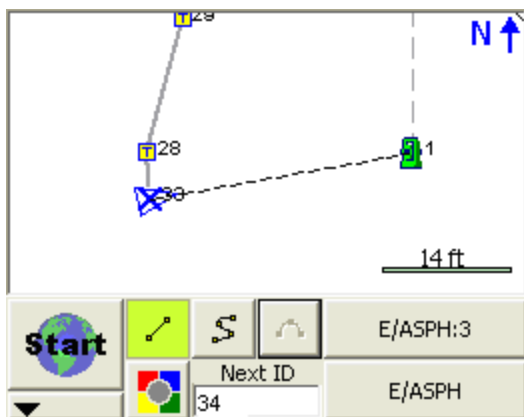 T 29
N
T 28
1
33
14 ft
Start
E/ASPH:3
Next ID
34
E/ASPH